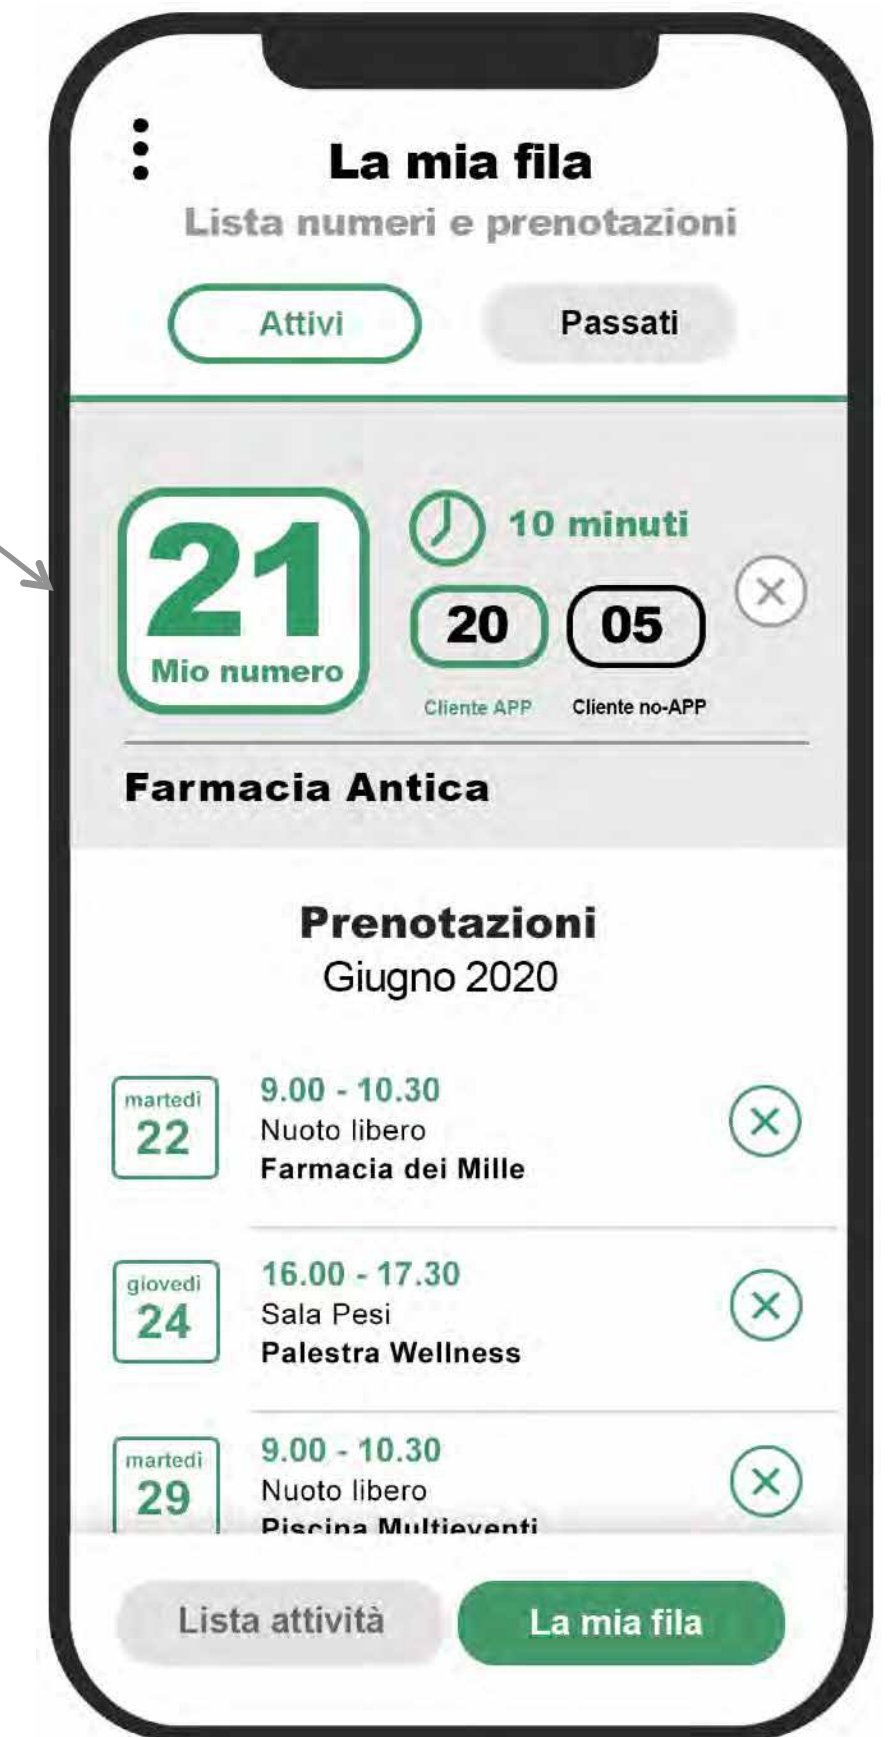 La mia fila
Lista numeri e prenotazioni
Attivi Passati
21
Mio numero
10 minuti
20 05
Cliente APP Cliente no-APP
Farmacia Antica
Prenotazioni
Giugno 2020
martedi
22
9.00 - 10.30
Nuoto libero
Farmacia dei Mille
giovedi
24
16.00 - 17.30
Sala Pesi
Palestra Wellness
martedi
29
9.00 - 10.30
Nuoto libero
Piscina Multieventi
Lista attività La mia fila